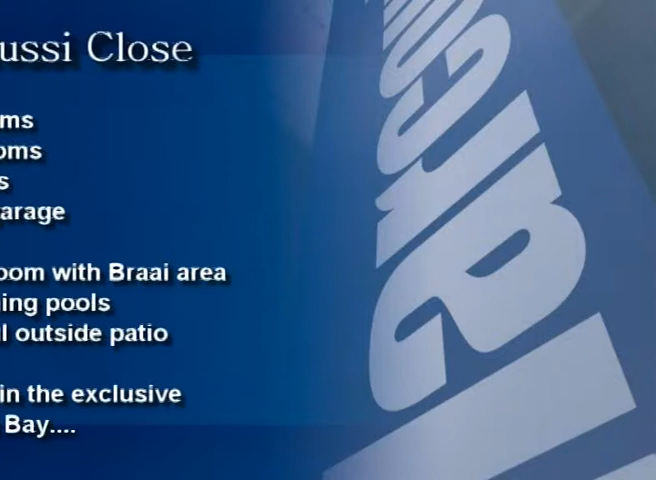 ussi Close
ms
oms
s
arage
oom with Braai area
ing pools
l outside patio
in the exclusive
Bay....